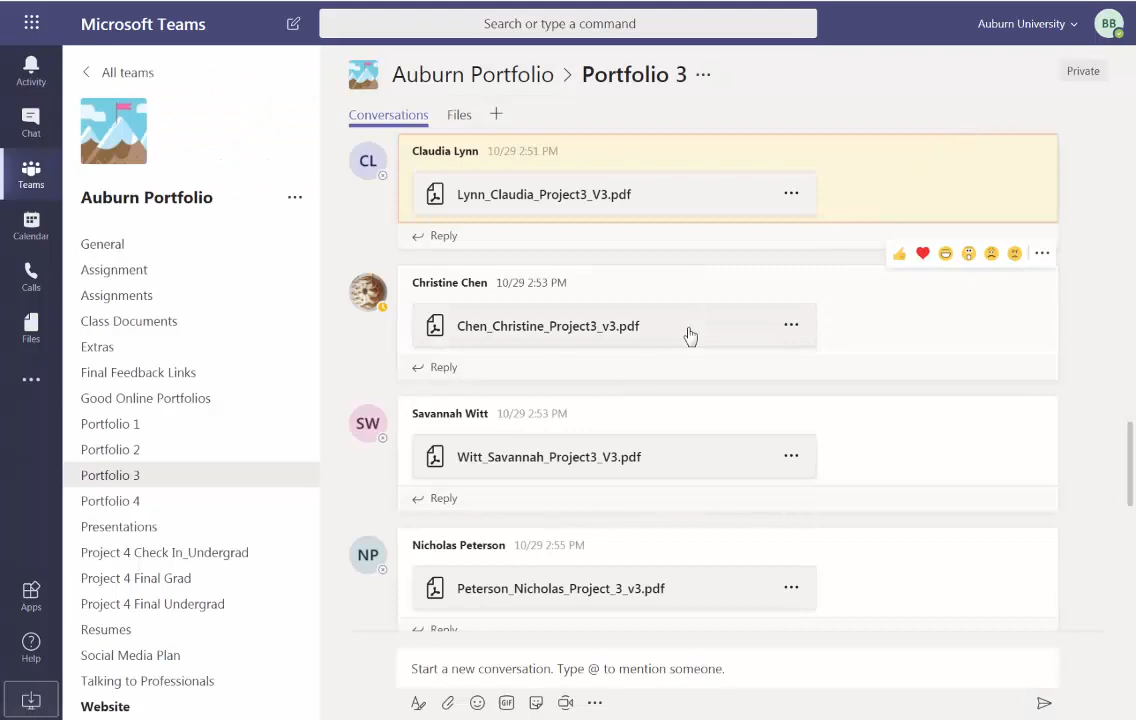 Microsoft Teams
Search or type a command
Auburn University
BB
Activity
Chat
Teams
Calendar
Calls
Files
Apps
Help
All teams
Auburn Portfolio
General
Assignment
Assignments
Class Documents
Extras
Final Feedback Links
Good Online Portfolios
Portfolio 1
Portfolio 2
Portfolio 3
Portfolio 4
Presentations
Project 4 Check In_Undergrad
Project 4 Final Grad
Project 4 Final Undergrad
Resumes
Social Media Plan
Talking to Professionals
Website
Auburn Portfolio > Portfolio 3 ...
Private
Conversations Files +
CL
Claudia Lynn 10/29 2:51 PM
Lynn_Claudia_Project3_V3.pdf
Reply
Christine Chen 10/29 2:53 PM
Chen_Christine_Project3_v3.pdf
Reply
SW
Savannah Witt 10/29 2:53 PM
Witt_Savannah_Project3_V3.pdf
Reply
NP
Nicholas Peterson 10/29 2:55 PM
Peterson_Nicholas_Project_3_v3.pdf
Reply
Start a new conversation. Type @ to mention someone.
GIF